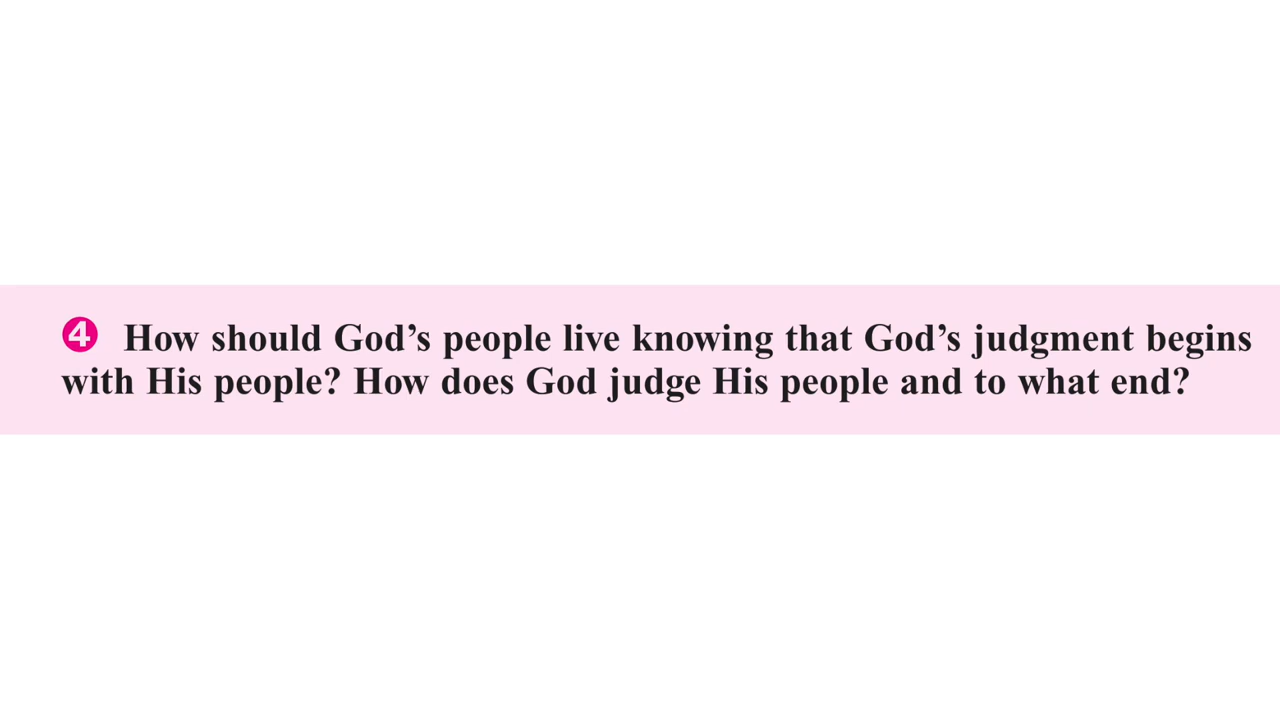 ❹ How should God’s people live knowing that God’s judgment begins
with His people? How does God judge His people and to what end?